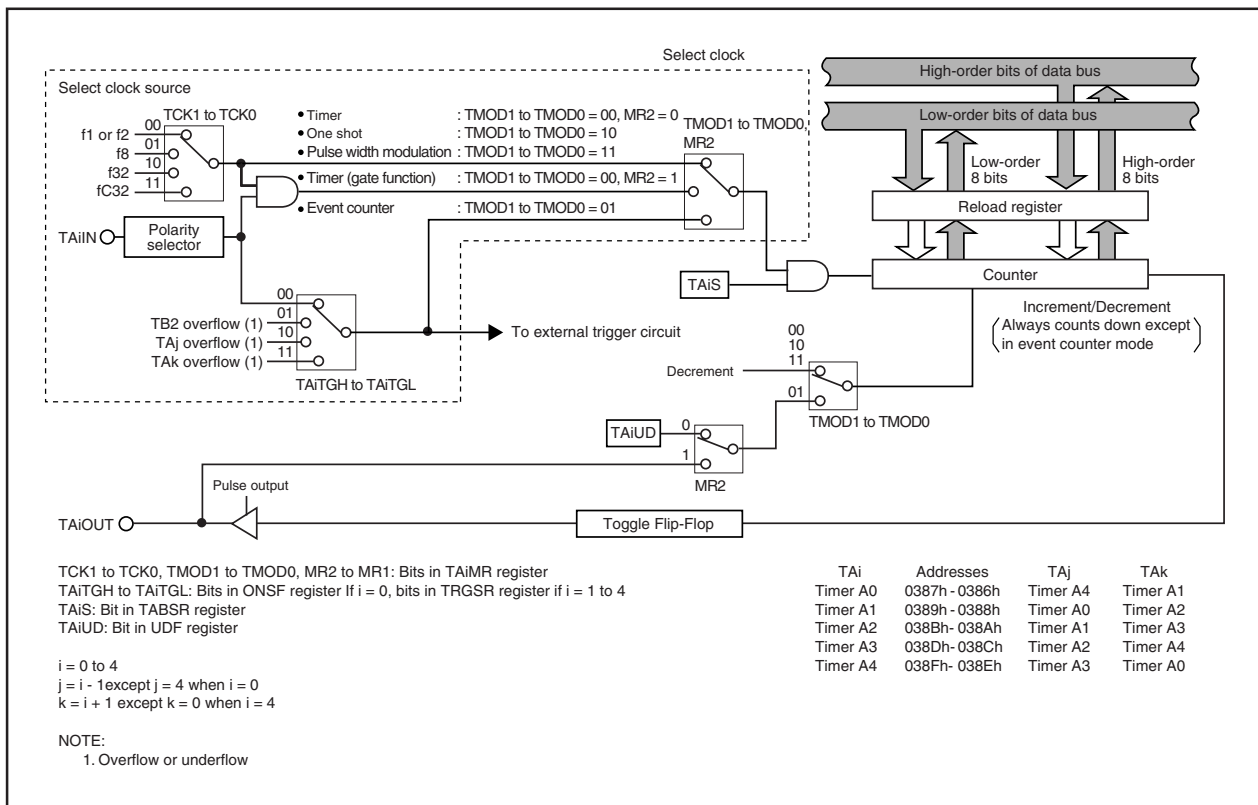 Select clock
Select clock source
TCK1 to TCK0
00
f1 or f2
01
f8
10
f32
11
fC32
• Timer : TMOD1 to TMOD0 = 00, MR2 = 0
• One shot : TMOD1 to TMOD0 = 10
• Pulse width modulation : TMOD1 to TMOD0 = 11
• Timer (gate function) : TMOD1 to TMOD0 = 00, MR2 = 1
• Event counter : TMOD1 to TMOD0 = 01
TMOD1 to TMOD0,
MR2
High-order bits of data bus
Low-order bits of data bus
Low-order
8 bits
High-order
8 bits
Reload register
Counter
Increment/Decrement
(Always counts down except
in event counter mode)
TAiIN
Polarity
selector
TAiS
00
01
TB2 overflow (1)
10
TAj overflow (1)
11
TAk overflow (1)
TAiTGH to TAiTGL
To external trigger circuit
00
10
11
Decrement
01
TMOD1 to TMOD0
TAiUD
0
1
MR2
Pulse output
TAiOUT
Toggle Flip-Flop
TCK1 to TCK0, TMOD1 to TMOD0, MR2 to MR1: Bits in TAiMR register
TAiTGH to TAiTGL: Bits in ONSF register If i = 0, bits in TRGSR register if i = 1 to 4
TAiS: Bit in TABSR register
TAiUD: Bit in UDF register
i = 0 to 4
j = i - 1except j = 4 when i = 0
k = i + 1 except k = 0 when i = 4
NOTE:
1. Overflow or underflow
TAi Addresses TAj TAk
Timer A0 0387h - 0386h Timer A4 Timer A1
Timer A1 0389h - 0388h Timer A0 Timer A2
Timer A2 038Bh- 038Ah Timer A1 Timer A3
Timer A3 038Dh- 038Ch Timer A2 Timer A4
Timer A4 038Fh- 038Eh Timer A3 Timer A0